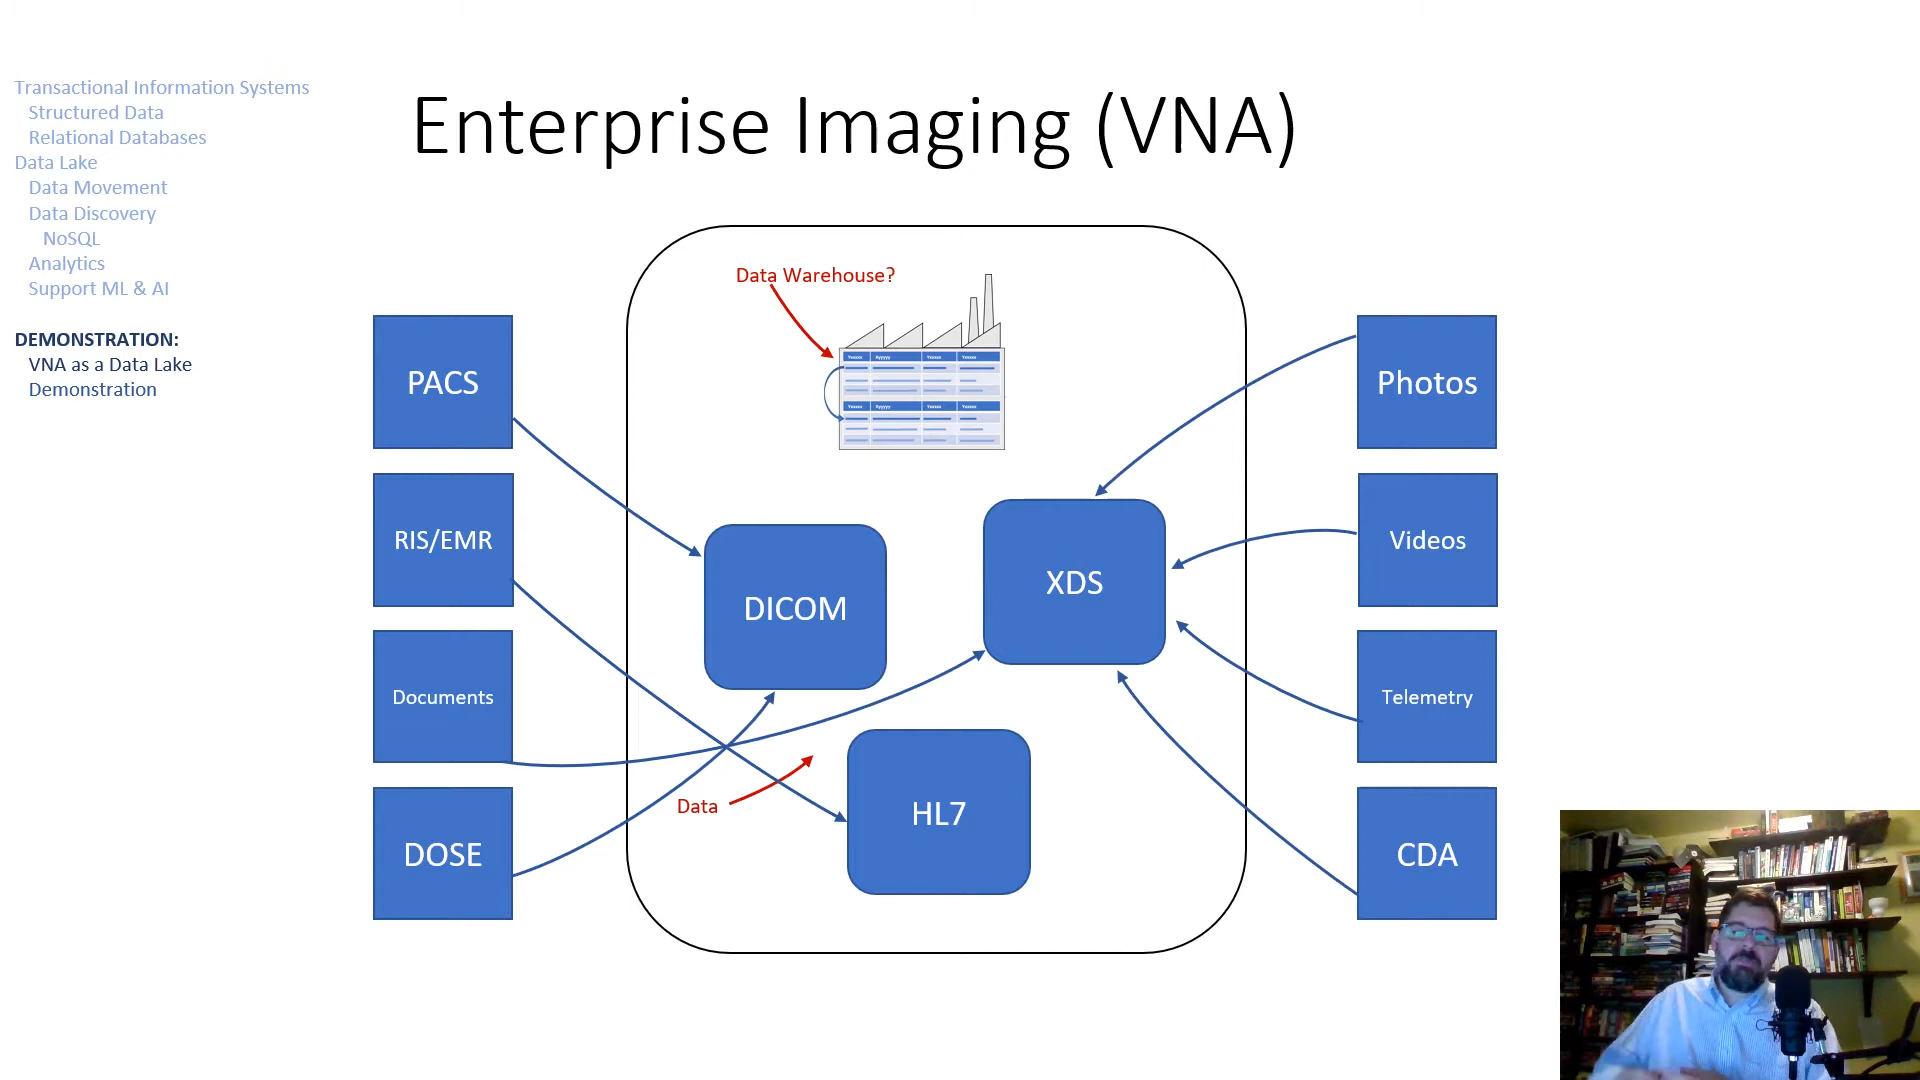 Transactional Information Systems
Structured Data
Relational Databases
Data Lake
Data Movement
Data Discovery
NoSQL
Analytics
Support ML & AI
DEMONSTRATION:
VNA as a Data Lake
Demonstration
Enterprise Imaging (VNA)
Data Warehouse?
PACS
RIS/EMR
Documents
DOSE
DICOM
XDS
HL7
Data
Photos
Videos
Telemetry
CDA